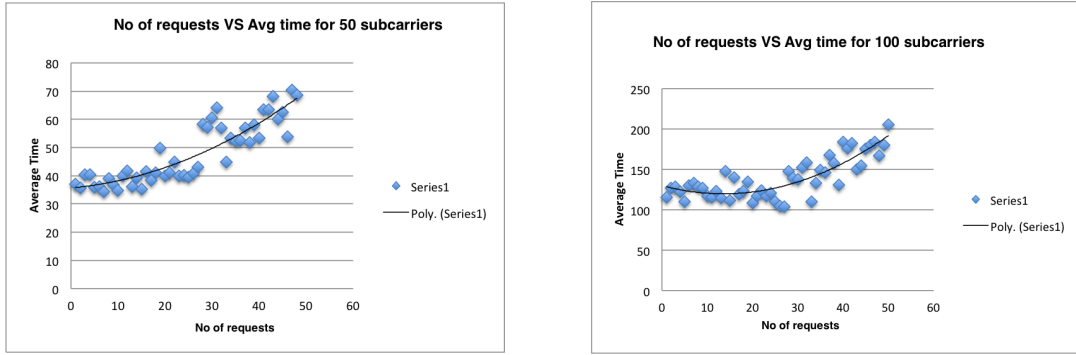 No of requests VS Avg time for 50 subcarriers
80
70
60
50
40
30
20
10
0
Average Time
0 10 20 30 40 50 60
No of requests
Series1
Poly. (Series1)
No of requests VS Avg time for 100 subcarriers
250
200
150
100
50
0
Average Time
0 10 20 30 40 50 60
No of requests
Series1
Poly. (Series1)